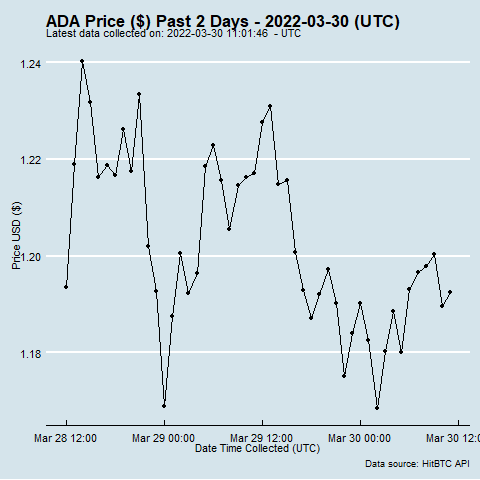 ADA Price ($) Past 2 Days - 2022-03-30 (UTC)
Latest data collected on: 2022-03-30 11:01:46 - UTC
1.24
1.22
1.20
1.18
Price USD ($)
Mar 28 12:00 Mar 29 00:00 Mar 29 12:00 Mar 30 00:00 Mar 30 12:
Date Time Collected (UTC)
Data source: HitBTC API